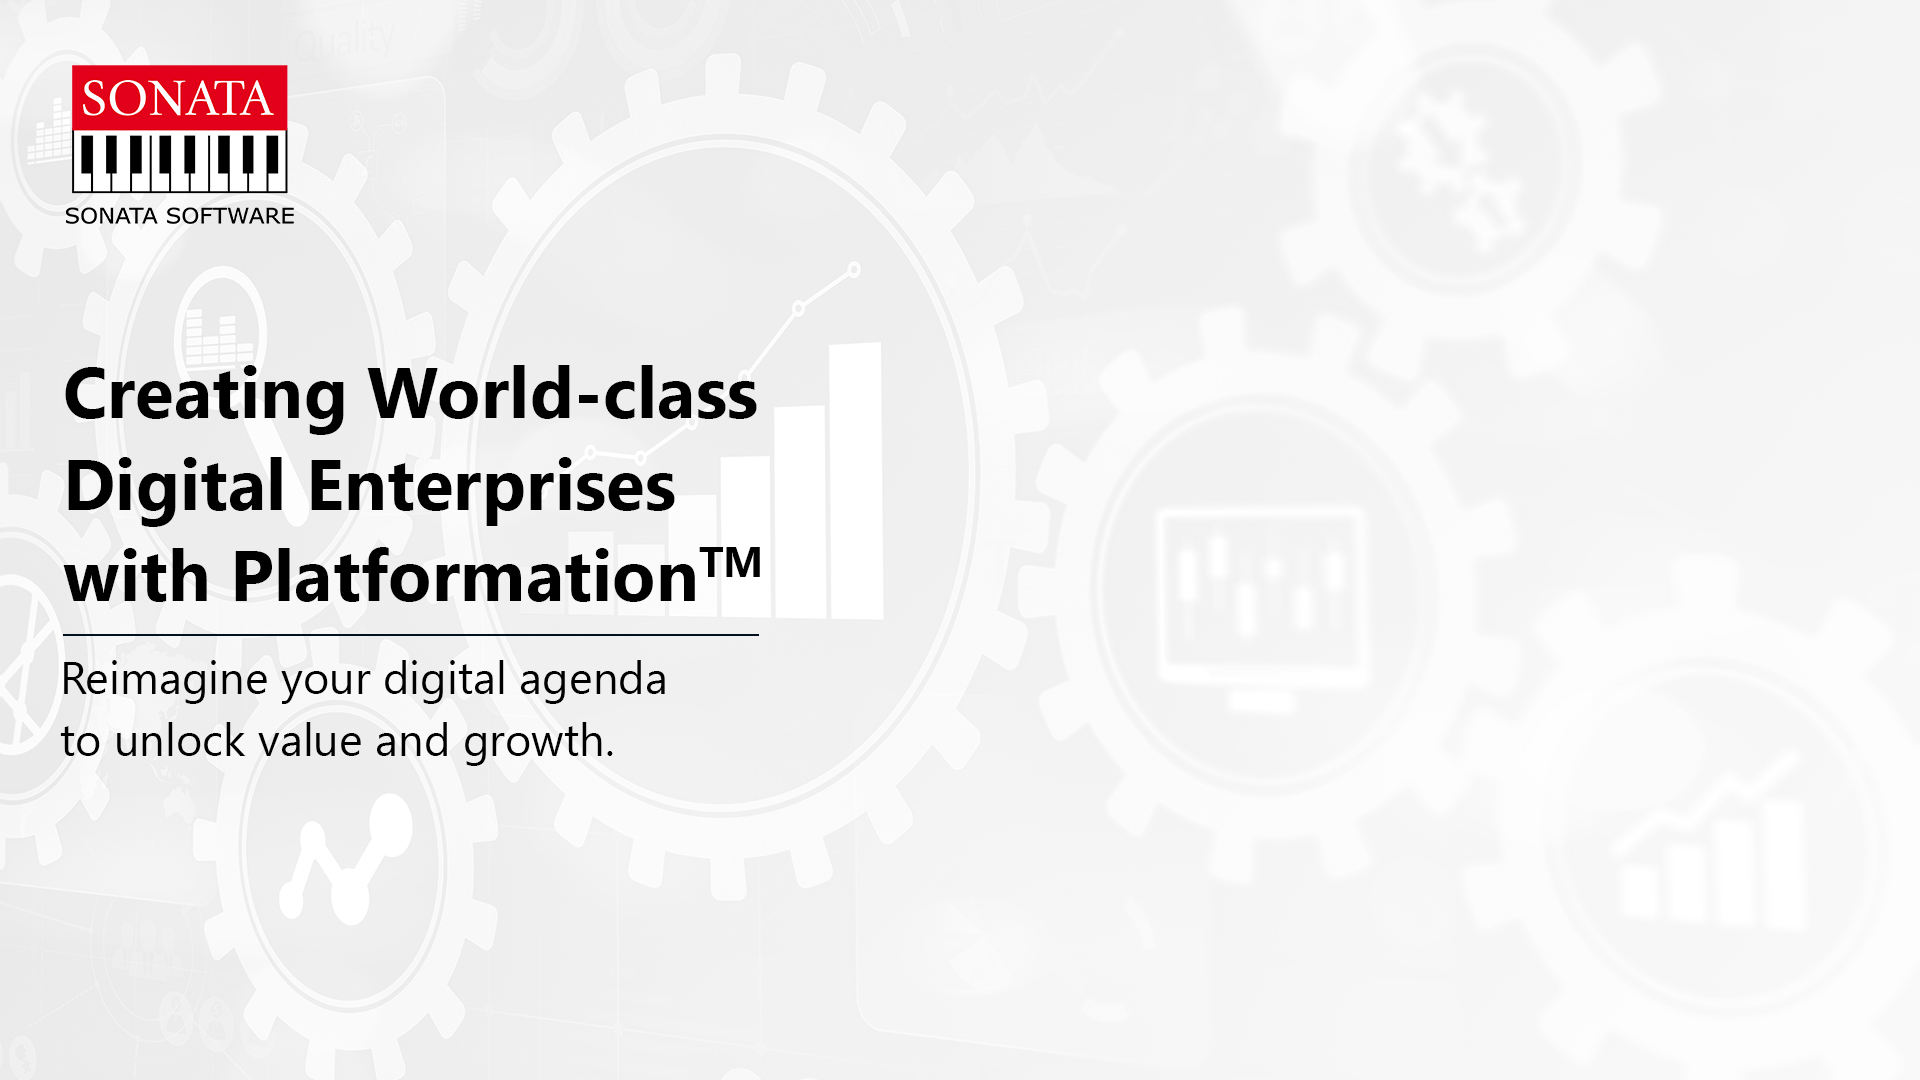 Quality
SONATA
SONATA SOFTWARE
Creating World-class
Digital Enterprises
with Platformation™
Reimagine your digital agenda
to unlock value and growth.